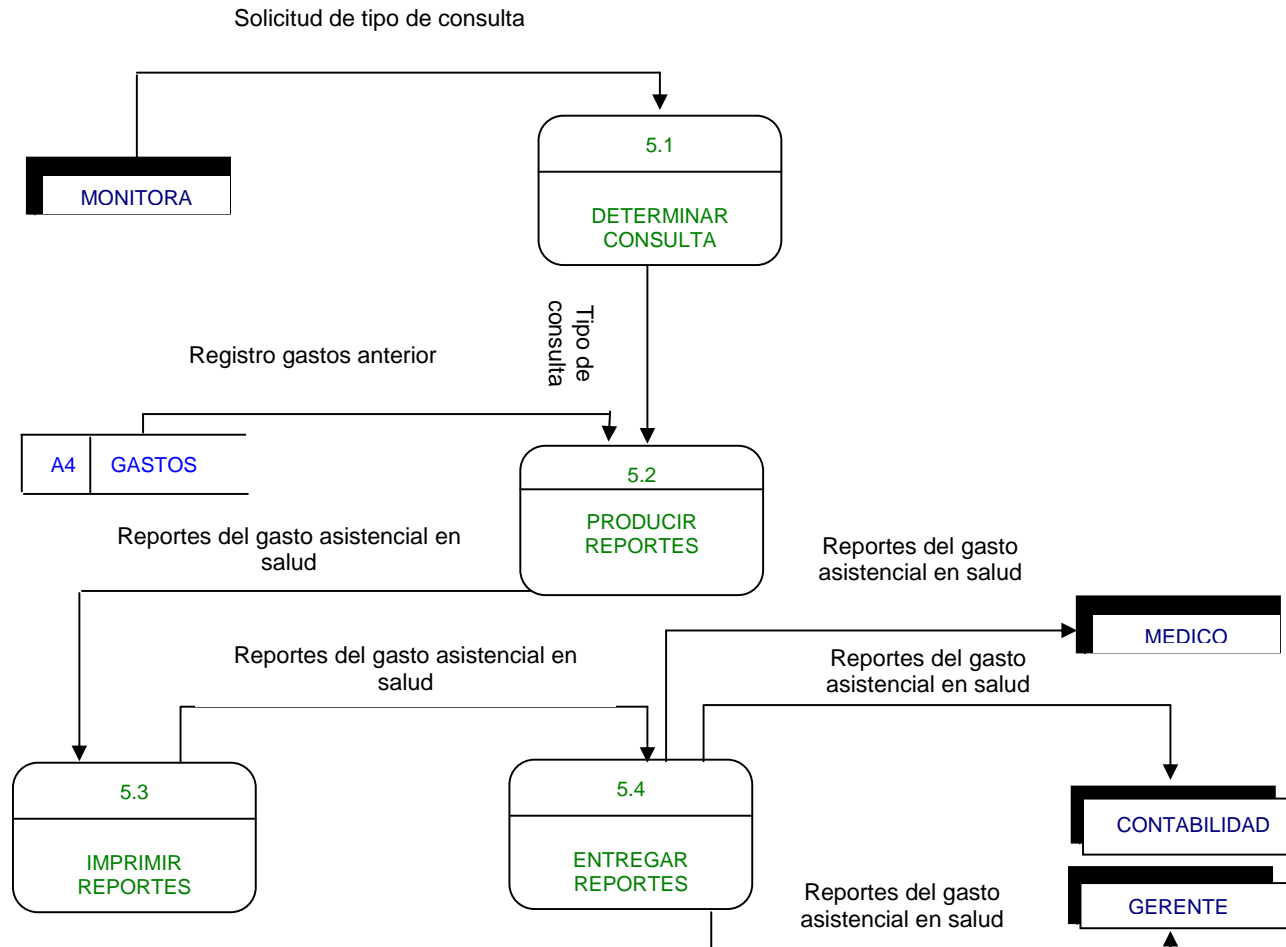 Solicitud de tipo de consulta
5.1
MONITORA
DETERMINAR
CONSULTA
Tipo de
consulta
Registro gastos anterior
A4 GASTOS
5.2
PRODUCIR
REPORTES
Reportes del gasto asistencial en
salud
Reportes del gasto
asistencial en salud
MEDICO
Reportes del gasto asistencial en
salud
Reportes del gasto
asistencial en salud
5.3
IMPRIMIR
REPORTES
5.4
ENTREGAR
REPORTES
CONTABILIDAD
Reportes del gasto
asistencial en salud
GERENTE